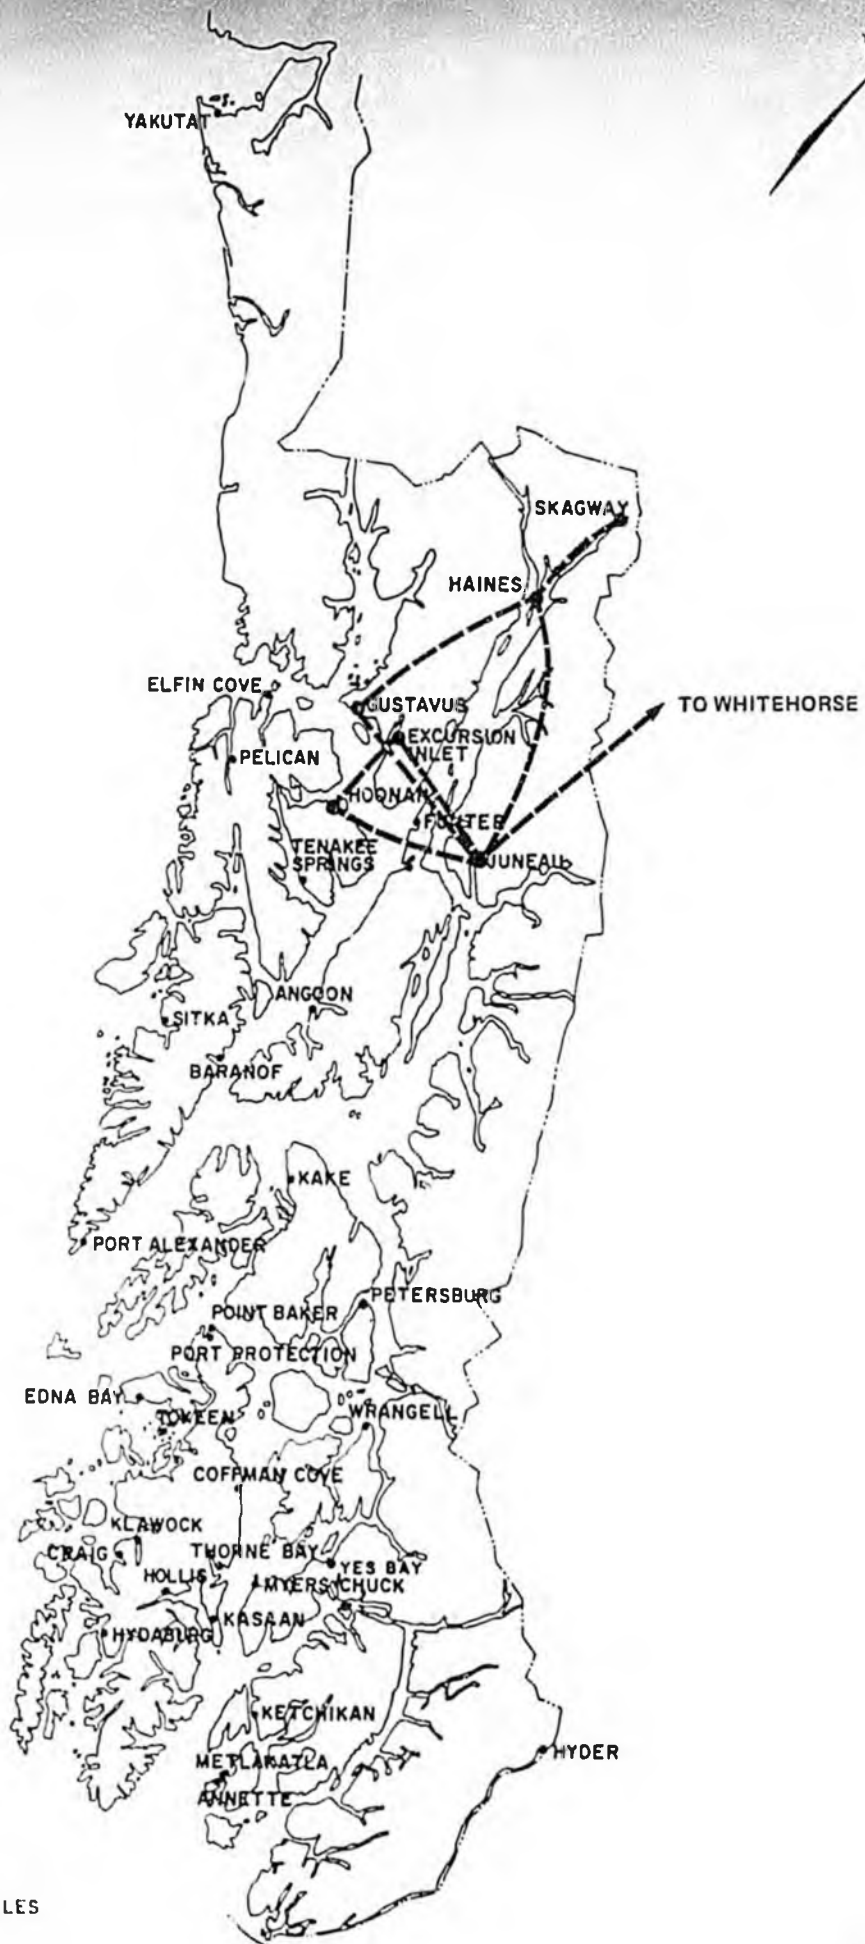 YAKUTAT
SKAGWAY
HAINES
ELFIN COVE
GUSTAVUS
TO WHITEHORSE
EXCURSION
INLET
PELICAN
HOONAH
FUNTER
TENAKEE
SPRINGS
JUNEAU
ANGOON
SITKA
BARANOF
KAKE
PORT ALEXANDER
PETERSBURG
POINT BAKER
PORT PROTECTION
EDNA BAY
TOKEEN
WRANGELL
COFFMAN COVE
KLAWOCK
CRAIG
THORNE BAY
YES BAY
HOLLIS
MYERS CHUCK
KASAAN
HYDABURG
KETCHIKAN
HYDER
METLAKATLA
ANNETTE
LES